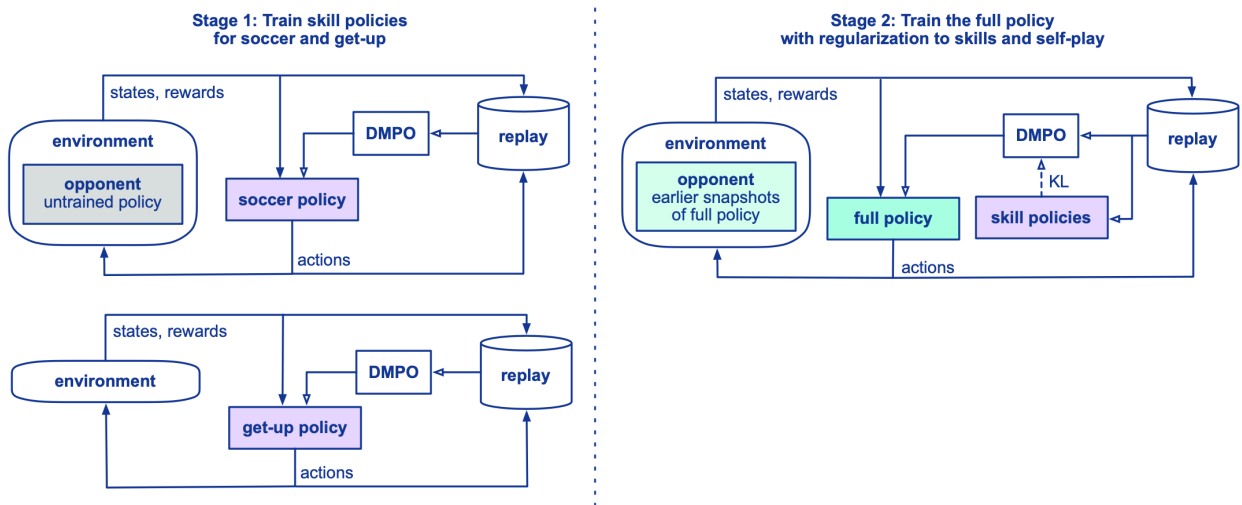 Stage 1: Train skill policies
for soccer and get-up
states, rewards
environment
opponent
untrained policy
DMPO
replay
soccer policy
actions
states, rewards
environment
DMPO
replay
get-up policy
actions
Stage 2: Train the full policy
with regularization to skills and self-play
states, rewards
environment
opponent
earlier snapshots
of full policy
DMPO
replay
KL
full policy
skill policies
actions